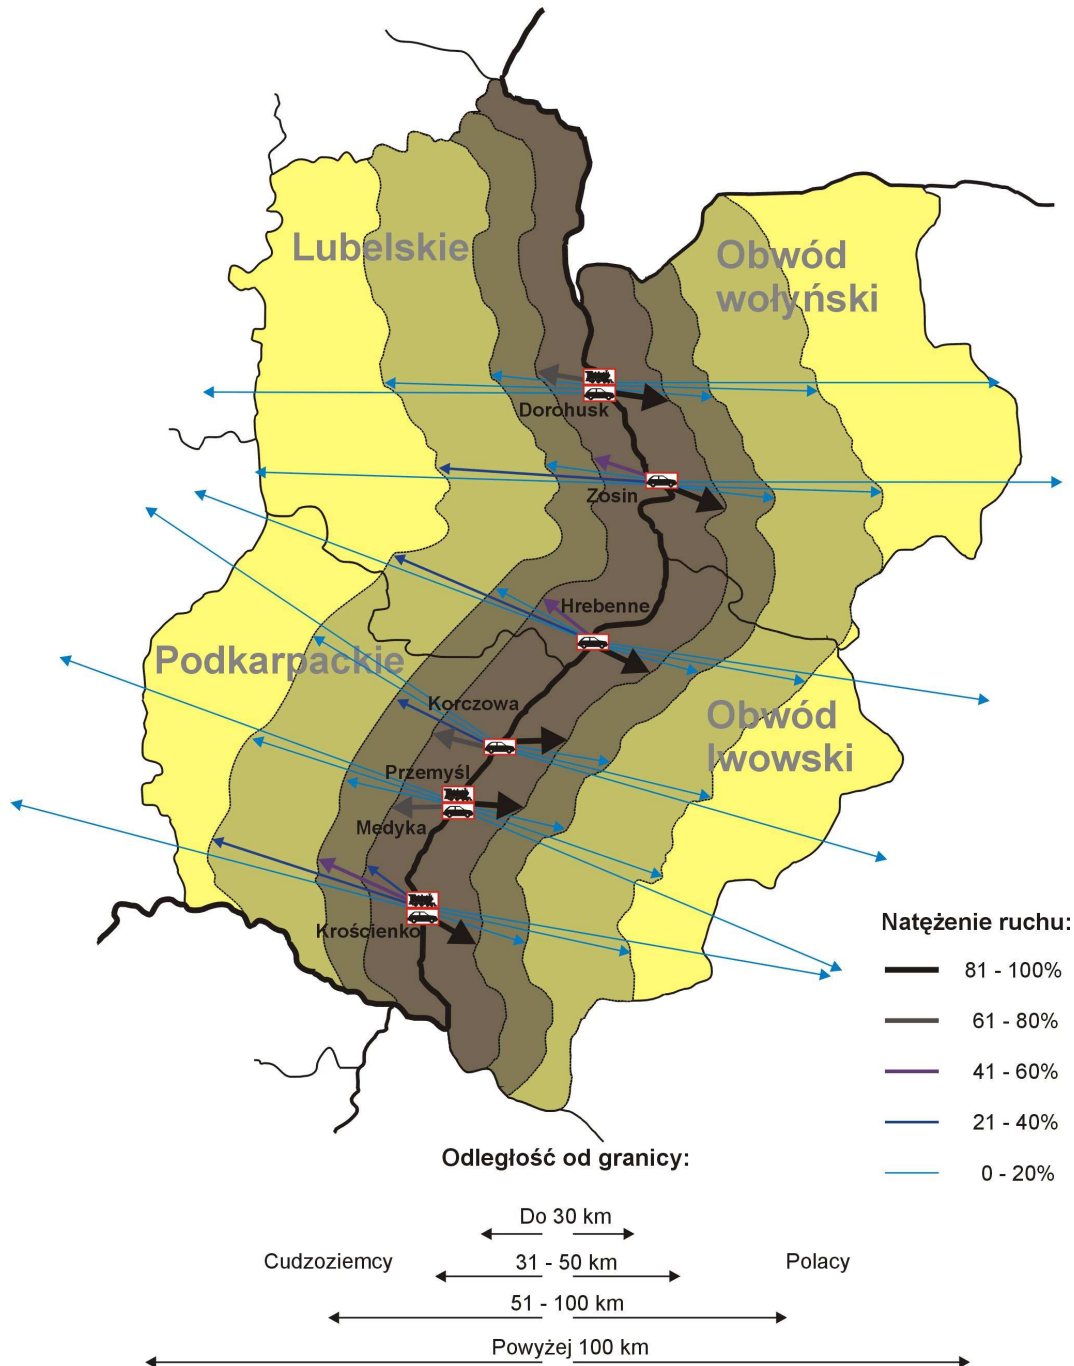 Lubelskie
Obwód
wołyński
Dorohusk
Zosin
Hrebenne
Podkarpackie
Korczowa
Obwód
lwowski
Przemyśl
Medyka
Krościenko
Natężenie ruchu:
81 - 100%
61 - 80%
41 - 60%
21 - 40%
0 - 20%
Odległość od granicy:
Do 30 km
Cudzoziemcy
31 - 50 km
Polacy
51 - 100 km
Powyżej 100 km